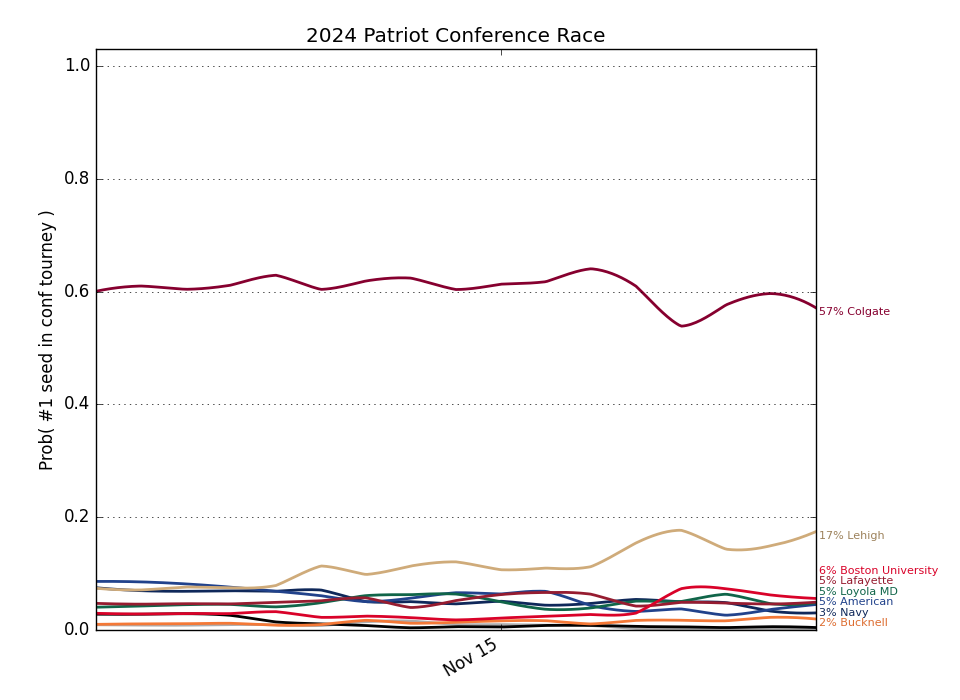 2024 Patriot Conference Race
Prob( #1 seed in conf tourney )
1.0
0.8
0.6
0.4
0.2
0.0
Nov 15
57% Colgate
17% Lehigh
6% Boston University
5% Lafayette
5% Loyola MD
5% American
3% Navy
2% Bucknell